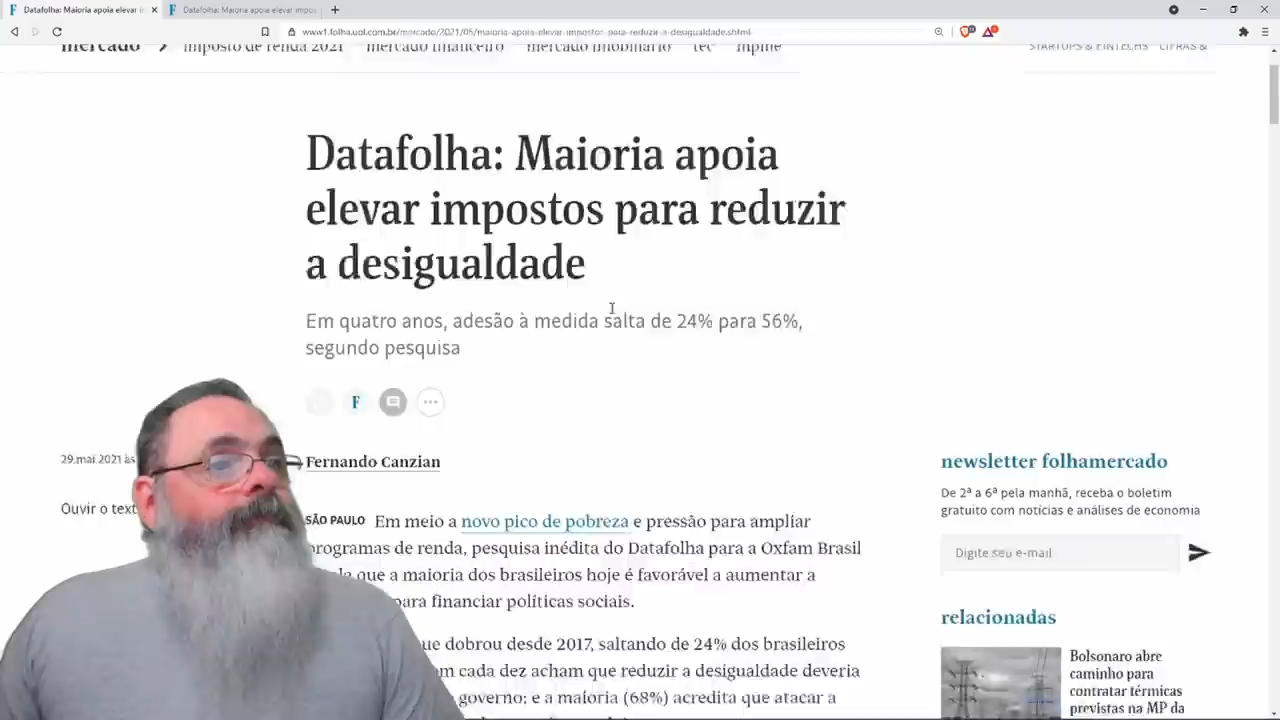 Datafolha: Maioria apoia elevar i
Datafolha: Maioria apoia elevar impos
www1.folha.uol.com.br/mercado/2021/05/maioria-apoia-elevar-impostos-para-reduzir-a-desigualdade.shtml
mercado imposto de renda 2021 mercado financeiro mercado imobiliário tec mpme
STARTUPS & FINTECHS CIFRAS &
Datafolha: Maioria apoia
elevar impostos para reduzir
a desigualdade
Em quatro anos, adesão à medida salta de 24% para 56%,
segundo pesquisa
F
29.mai.2021 às
Fernando Canzian
Ouvir o text
SÃO PAULO Em meio a novo pico de pobreza e pressão para ampliar
programas de renda, pesquisa inédita do Datafolha para a Oxfam Brasil
que a maioria dos brasileiros hoje é favorável a aumentar a
para financiar políticas sociais.
ue dobrou desde 2017, saltando de 24% dos brasileiros
m cada dez acham que reduzir a desigualdade deveria
governo; e a maioria (68%) acredita que atacar a
newsletter folhamercado
De 2ª a 6ª pela manhã, receba o boletim
gratuito com notícias e análises de economia
Digite seu e-mail
relacionadas
Bolsonaro abre
caminho para
contratar térmicas
previstas na MP da